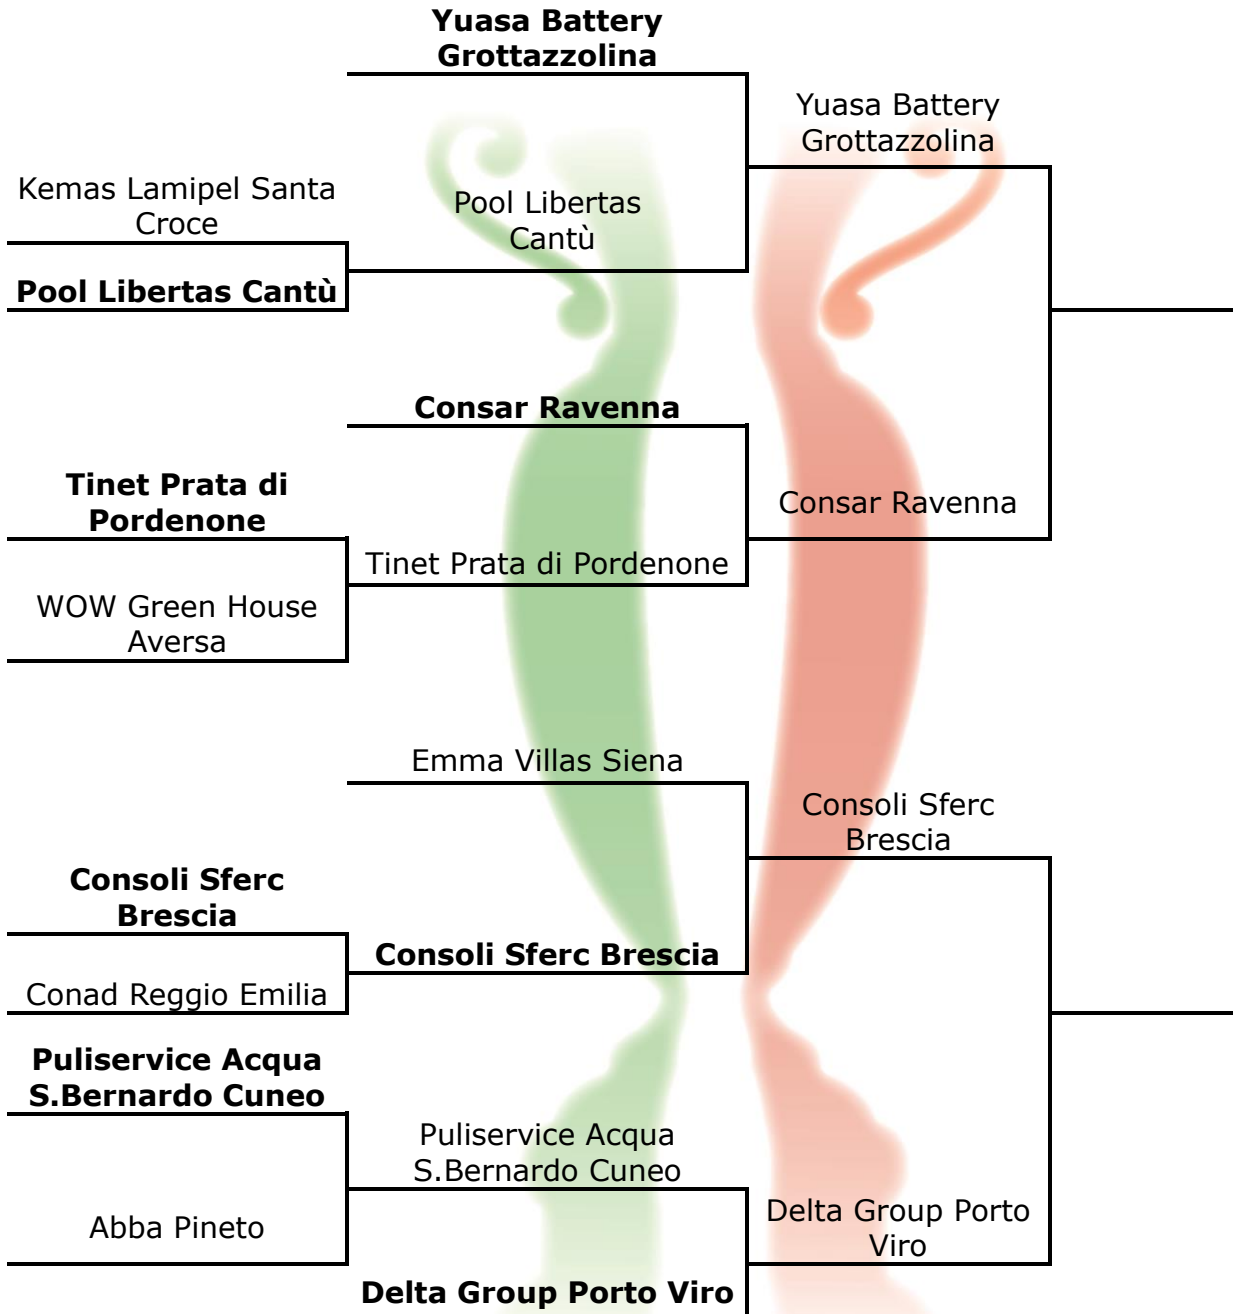 Yuasa Battery
Grottazzolina
Yuasa Battery
Grottazzolina
Kemas Lamipel Santa
Croce
Pool Libertas
Cantù
Pool Libertas Cantù
Consar Ravenna
Tinet Prata di
Pordenone
Consar Ravenna
Tinet Prata di Pordenone
WOW Green House
Aversa
Emma Villas Siena
Consoli Sferc
Brescia
Consoli Sferc
Brescia
Consoli Sferc Brescia
Conad Reggio Emilia
Puliservice Acqua
S.Bernardo Cuneo
Puliservice Acqua
S.Bernardo Cuneo
Abba Pineto
Delta Group Porto
Viro
Delta Group Porto Viro